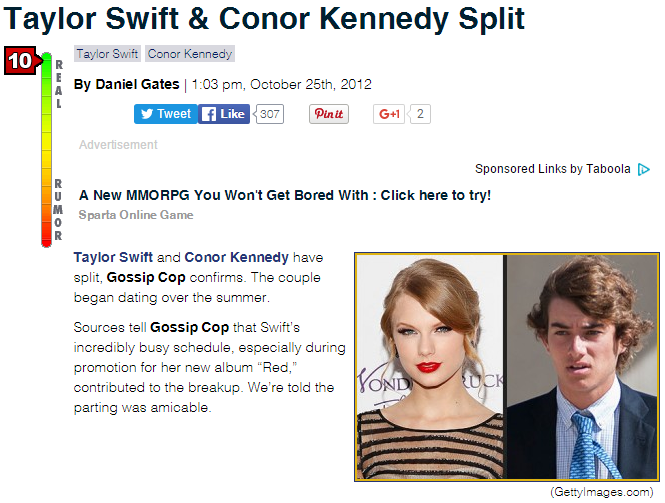 Taylor Swift & Conor Kennedy Split
10
REAL
RUMOR
Taylor Swift Conor Kennedy
By Daniel Gates | 1:03 pm, October 25th, 2012
Tweet Like 307 Pin it G+1 2
Advertisement
Sponsored Links by Taboola
A New MMORPG You Won't Get Bored With : Click here to try!
Sparta Online Game
Taylor Swift and Conor Kennedy have
split, Gossip Cop confirms. The couple
began dating over the summer.
Sources tell Gossip Cop that Swift's
incredibly busy schedule, especially during
promotion for her new album “Red,”
contributed to the breakup. We're told the
parting was amicable.
(GettyImages.com)